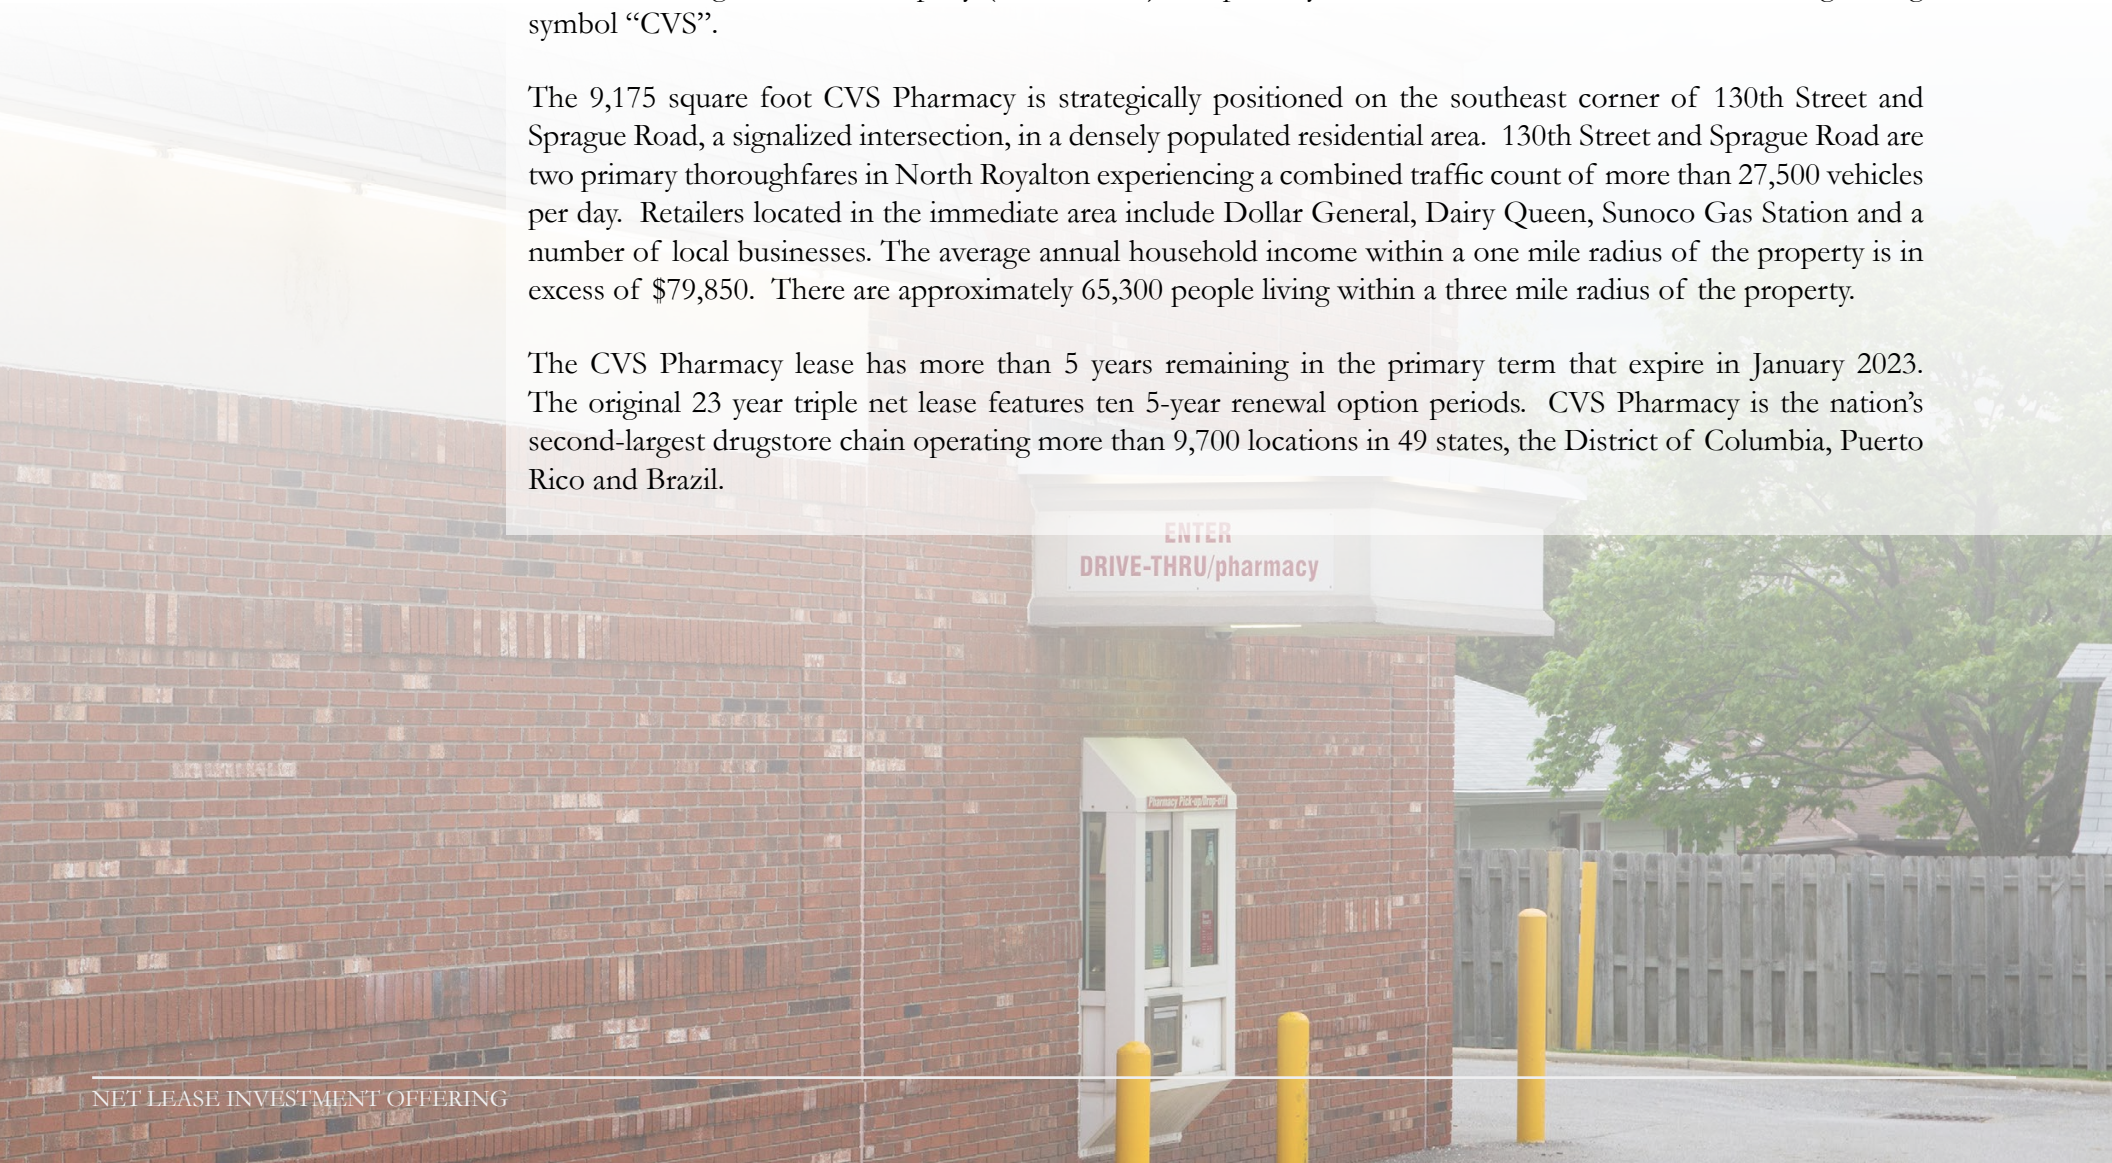 symbol “CVS”.
The 9,175 square foot CVS Pharmacy is strategically positioned on the southeast corner of 130th Street and
Sprague Road, a signalized intersection, in a densely populated residential area. 130th Street and Sprague Road are
two primary thoroughfares in North Royalton experiencing a combined traffic count of more than 27,500 vehicles
per day. Retailers located in the immediate area include Dollar General, Dairy Queen, Sunoco Gas Station and a
number of local businesses. The average annual household income within a one mile radius of the property is in
excess of $79,850. There are approximately 65,300 people living within a three mile radius of the property.
The CVS Pharmacy lease has more than 5 years remaining in the primary term that expire in January 2023.
The original 23 year triple net lease features ten 5-year renewal option periods. CVS Pharmacy is the nation’s
second-largest drugstore chain operating more than 9,700 locations in 49 states, the District of Columbia, Puerto
Rico and Brazil.
ENTER
DRIVE-THRU/pharmacy
Pharmacy Pick-up/Drop-off
NET LEASE INVESTMENT OFFERING